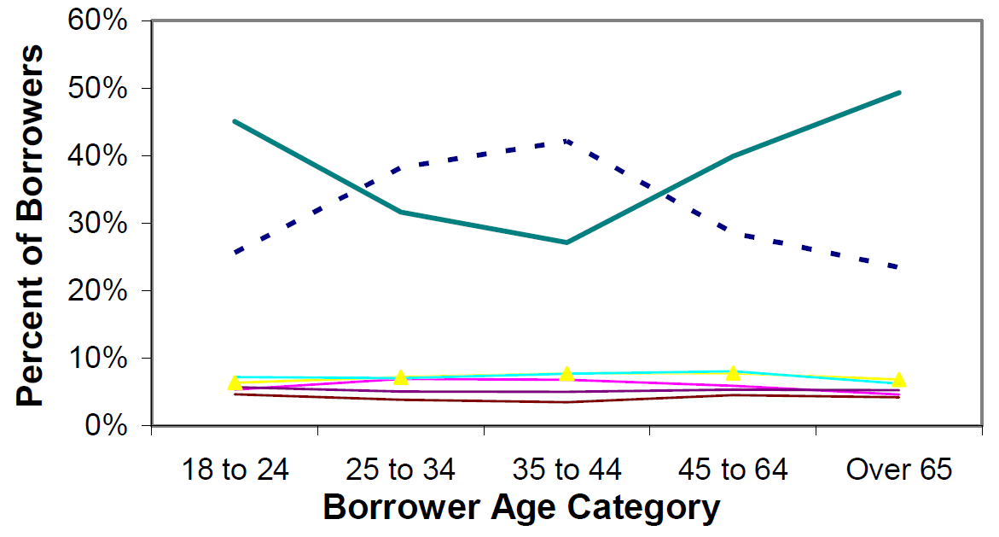 60%
50%
40%
30%
20%
10%
0%
Percent of Borrowers
18 to 24 25 to 34 35 to 44 45 to 64 Over 65
Borrower Age Category